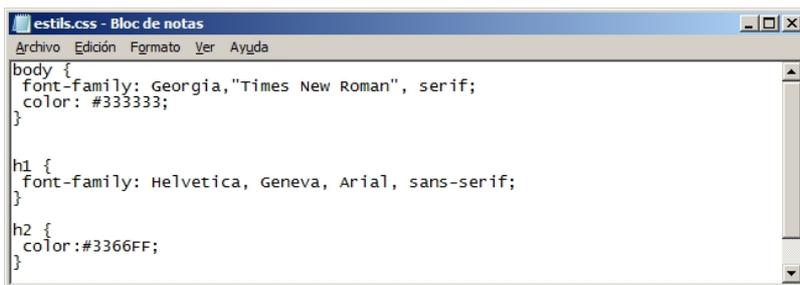 estils.css - Bloc de notas
Archivo Edición Formato Ver Ayuda
body {
 font-family: Georgia,"Times New Roman", serif;
 color: #333333;
}
h1 {
 font-family: Helvetica, Geneva, Arial, sans-serif;
}
h2 {
 color:#3366FF;
}